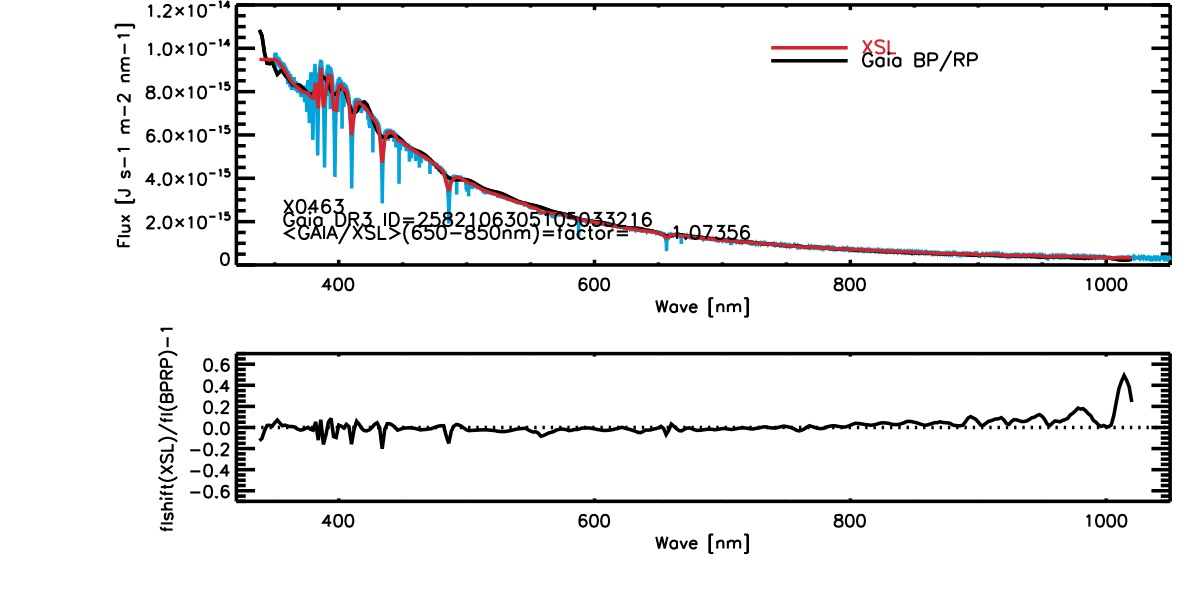 1.2×10−14
1.0×10−14
8.0×10−15
6.0×10−15
4.0×10−15
2.0×10−15
0
Flux [J s−1 m−2 nm−1]
XSL
Gaia BP/RP
X0463
Gaia DR3 ID=2582106305105033216
<GAIA/XSL>(650−850nm)=factor= 1.07356
400 600 800 1000
Wave [nm]
flshift(XSL)/fl(BPRP)−1
0.6
0.4
0.2
0.0
−0.2
−0.4
−0.6
400 600 800 1000
Wave [nm]